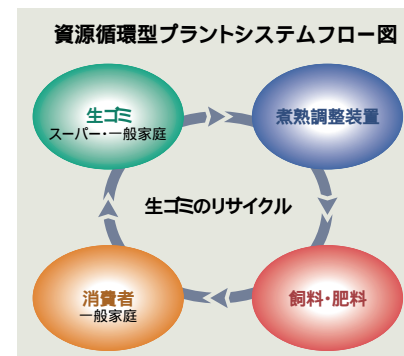 資源循環型プラントシステムフロー図
生ゴミ
スーパー・一般家庭
煮熟調整装置
生ゴミのリサイクル
消費者
一般家庭
飼料・肥料